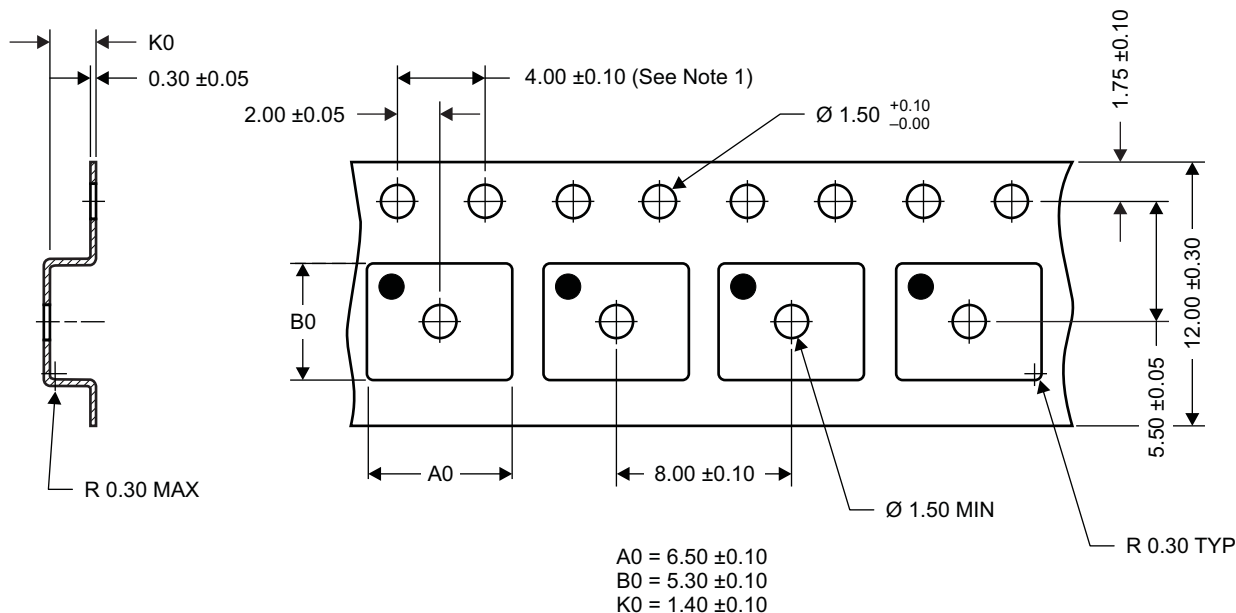 K0
0.30 ±0.05
4.00 ±0.10 (See Note 1)
2.00 ±0.05
Ø 1.50 +0.10 –0.00
1.75 ±0.10
B0
12.00 ±0.30
5.50 ±0.05
R 0.30 MAX
A0
8.00 ±0.10
Ø 1.50 MIN
R 0.30 TYP
A0 = 6.50 ±0.10
B0 = 5.30 ±0.10
K0 = 1.40 ±0.10